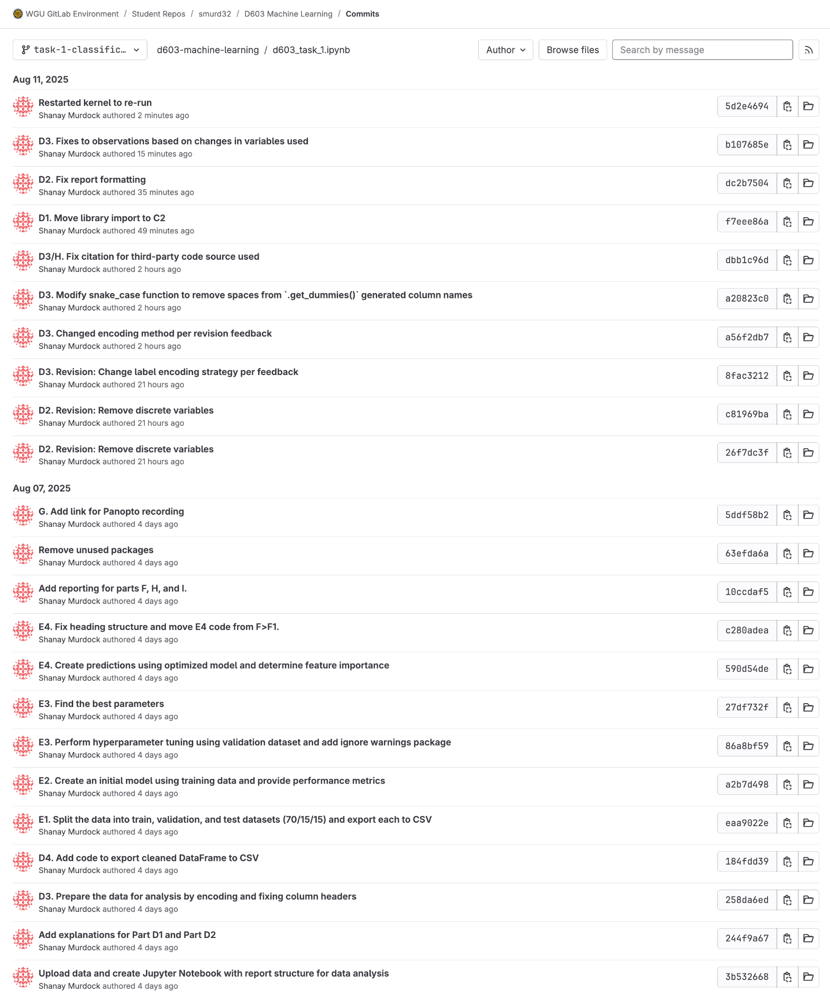 WGU GitLab Environment / Student Repos / smurd32 / D603 Machine Learning / Commits
task-1-classific… d603-machine-learning / d603_task_1.ipynb Author Browse files Search by message
Aug 11, 2025
Restarted kernel to re-run
Shanay Murdock authored 2 minutes ago
5d2e4694
D3. Fixes to observations based on changes in variables used
Shanay Murdock authored 15 minutes ago
b107685e
D2. Fix report formatting
Shanay Murdock authored 35 minutes ago
dc2b7504
D1. Move library import to C2
Shanay Murdock authored 49 minutes ago
f7eee86a
D3/H. Fix citation for third-party code source used
Shanay Murdock authored 2 hours ago
dbb1c96d
D3. Modify snake_case function to remove spaces from `.get_dummies()` generated column names
Shanay Murdock authored 2 hours ago
a20823c0
D3. Changed encoding method per revision feedback
Shanay Murdock authored 2 hours ago
a56f2db7
D3. Revision: Change label encoding strategy per feedback
Shanay Murdock authored 21 hours ago
8fac3212
D2. Revision: Remove discrete variables
Shanay Murdock authored 21 hours ago
c81969ba
D2. Revision: Remove discrete variables
Shanay Murdock authored 21 hours ago
26f7dc3f
Aug 07, 2025
G. Add link for Panopto recording
Shanay Murdock authored 4 days ago
5ddf58b2
Remove unused packages
Shanay Murdock authored 4 days ago
63efda6a
Add reporting for parts F, H, and I.
Shanay Murdock authored 4 days ago
10ccdaf5
E4. Fix heading structure and move E4 code from F>F1.
Shanay Murdock authored 4 days ago
c280adea
E4. Create predictions using optimized model and determine feature importance
Shanay Murdock authored 4 days ago
590d54de
E3. Find the best parameters
Shanay Murdock authored 4 days ago
27df732f
E3. Perform hyperparameter tuning using validation dataset and add ignore warnings package
Shanay Murdock authored 4 days ago
86a8bf59
E2. Create an initial model using training data and provide performance metrics
Shanay Murdock authored 4 days ago
a2b7d498
E1. Split the data into train, validation, and test datasets (70/15/15) and export each to CSV
Shanay Murdock authored 4 days ago
eaa9022e
D4. Add code to export cleaned DataFrame to CSV
Shanay Murdock authored 4 days ago
184fdd39
D3. Prepare the data for analysis by encoding and fixing column headers
Shanay Murdock authored 4 days ago
258da6ed
Add explanations for Part D1 and Part D2
Shanay Murdock authored 4 days ago
244f9a67
Upload data and create Jupyter Notebook with report structure for data analysis
Shanay Murdock authored 4 days ago
3b532668